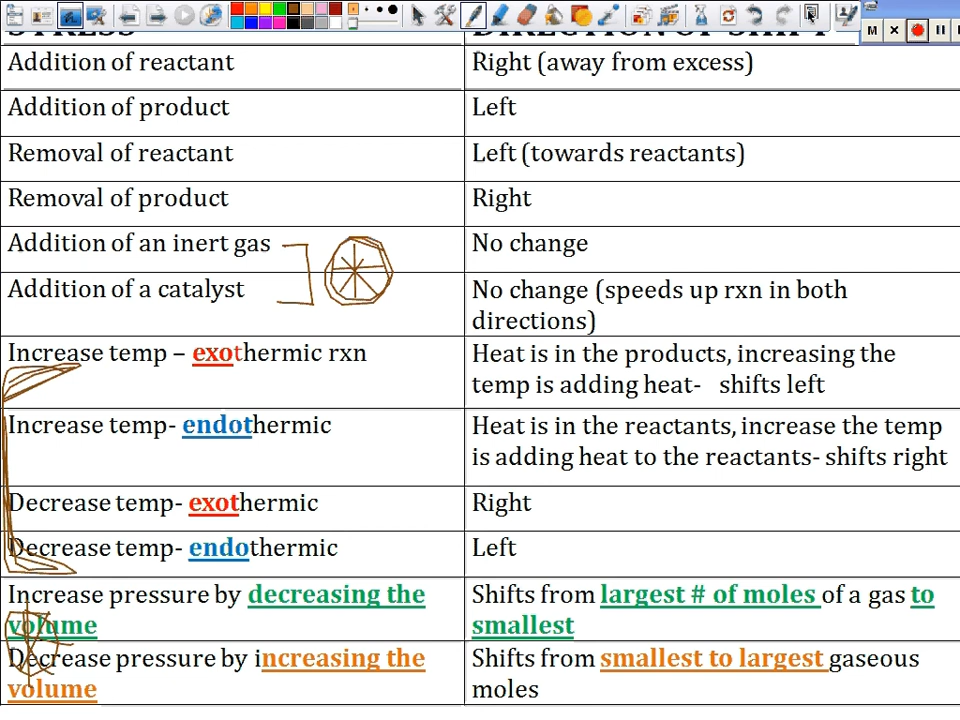 STRESS
DIRECTION OF SHIFT
Addition of reactant
Right (away from excess)
Addition of product
Left
Removal of reactant
Left (towards reactants)
Removal of product
Right
Addition of an inert gas
No change
Addition of a catalyst
No change (speeds up rxn in both
directions)
Increase temp – exothermic rxn
Heat is in the products, increasing the
temp is adding heat- shifts left
Increase temp- endothermic
Heat is in the reactants, increase the temp
is adding heat to the reactants- shifts right
Decrease temp- exothermic
Right
Decrease temp- endothermic
Left
Increase pressure by decreasing the
volume
Shifts from largest # of moles of a gas to
smallest
Decrease pressure by increasing the
volume
Shifts from smallest to largest gaseous
moles
M